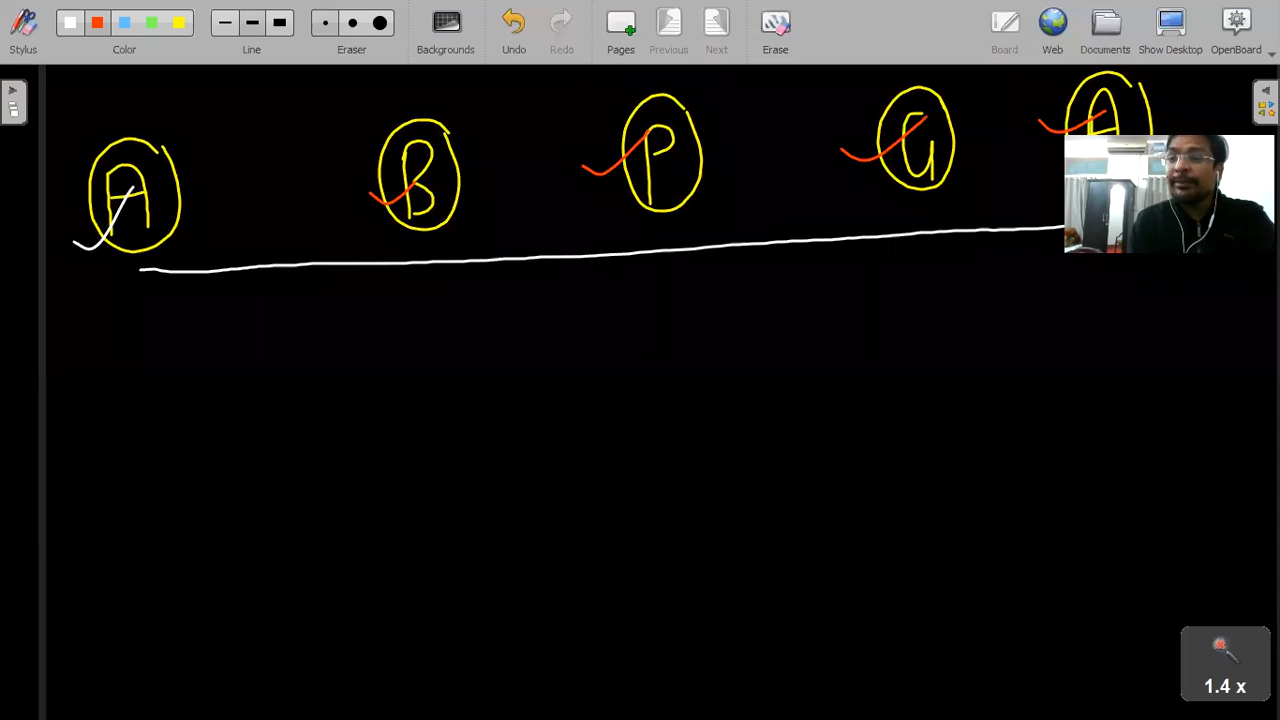 Stylus Color Line Eraser Backgrounds Undo Redo Pages Previous Next Erase Board Web Documents Show Desktop OpenBoard
A B P G A
1.4 x